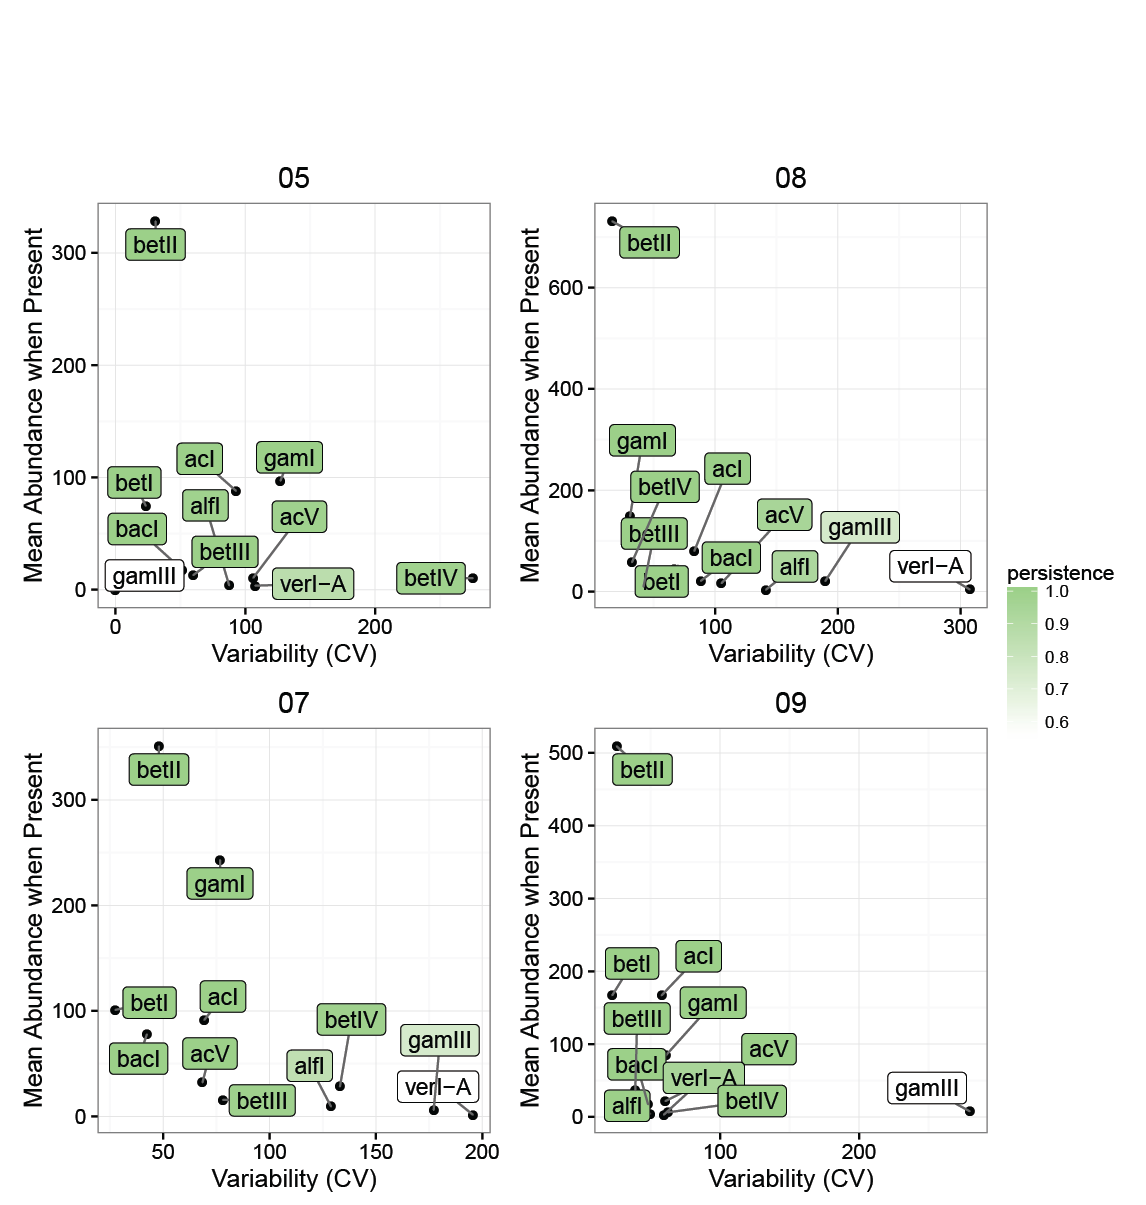 05
Mean Abundance when Present
300
200
100
0
betII
acI
gamI
betI
alfI
acV
bacI
betIII
gamIII
verI−A
betIV
0
100
200
Variability (CV)
08
Mean Abundance when Present
600
400
200
0
betII
gamI
acI
betIV
acV
betIII
gamIII
bacI
alfI
verI−A
betI
100
200
300
Variability (CV)
persistence
1.0
0.9
0.8
0.7
0.6
07
Mean Abundance when Present
300
200
100
0
betII
gamI
betI
acI
betIV
bacI
acV
alfI
gamIII
verI−A
betIII
50
100
150
200
Variability (CV)
09
Mean Abundance when Present
500
400
300
200
100
0
betII
betI
acI
gamI
betIII
acV
bacI
verI−A
gamIII
alfI
betIV
100
200
Variability (CV)